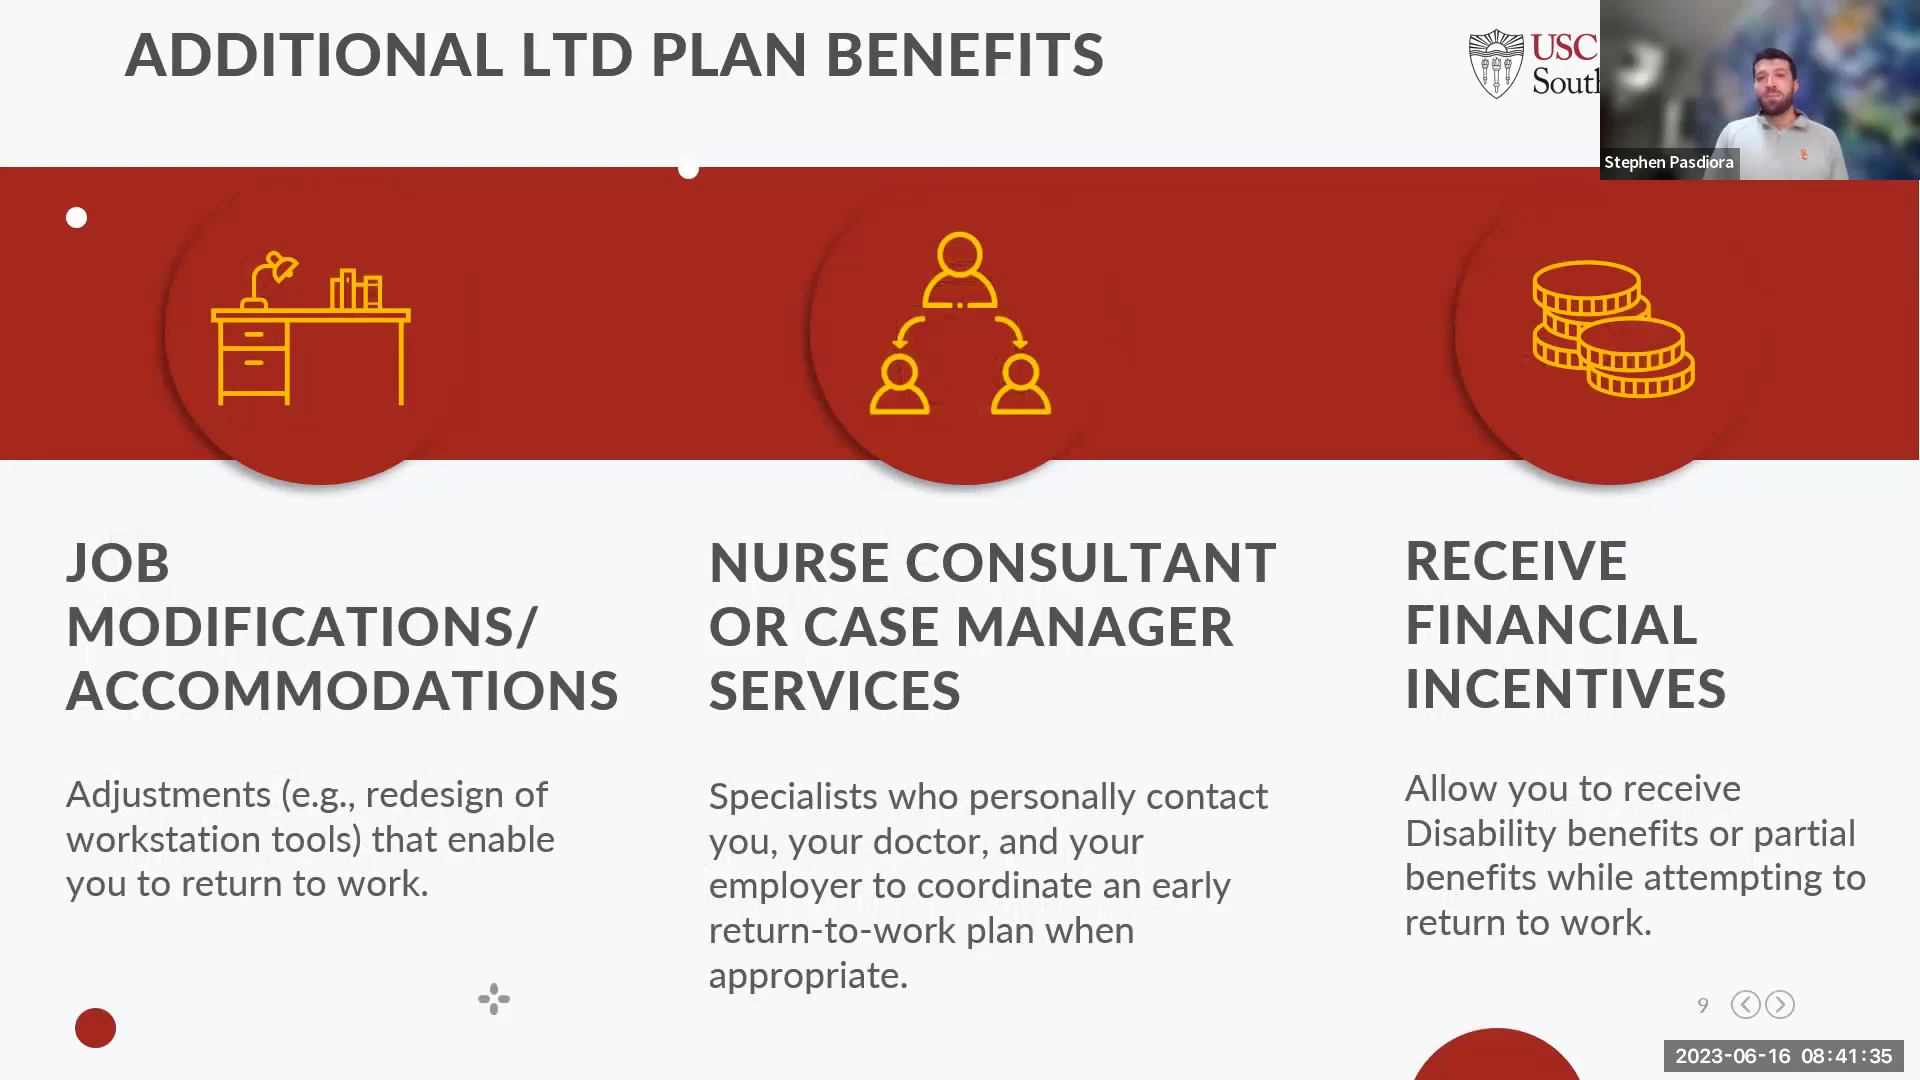 ADDITIONAL LTD PLAN BENEFITS
USC
South
Stephen Pasdiora
JOB
MODIFICATIONS/
ACCOMMODATIONS
Adjustments (e.g., redesign of
workstation tools) that enable
you to return to work.
NURSE CONSULTANT
OR CASE MANAGER
SERVICES
Specialists who personally contact
you, your doctor, and your
employer to coordinate an early
return-to-work plan when
appropriate.
RECEIVE
FINANCIAL
INCENTIVES
Allow you to receive
Disability benefits or partial
benefits while attempting to
return to work.
9
2023-06-16 08:41:35